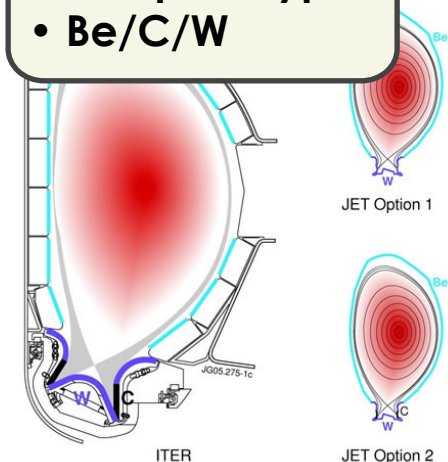 • Be/C/W
Be
W
JET Option 1
Be
JG05.275-1c
W
C
C
W
ITER
JET Option 2